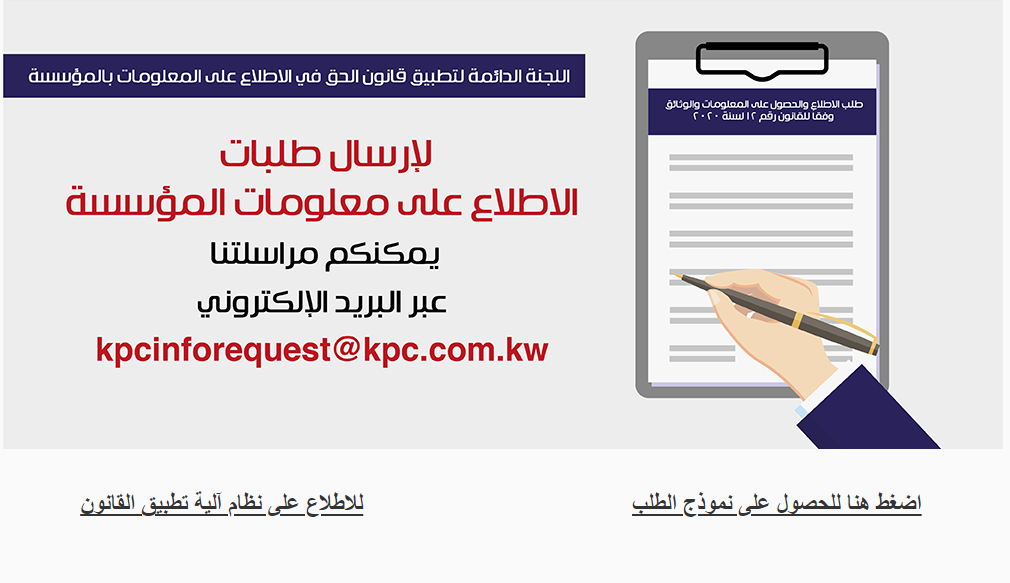 اللجنة الدائمة لتطبيق قانون الحق في الاطلاع على المعلومات بالمؤسسة
طلب الاطلاع والحصول على المعلومات والوثائق
وفقا للقانون رقم ١٢ لسنة ٢٠٢٠
لإرسال طلبات
الاطلاع على معلومات المؤسسة
يمكنكم مراسلتنا
عبر البريد الإلكتروني
kpcinforequest@kpc.com.kw
اضغط هنا للحصول على نموذج الطلب
للاطلاع على نظام آلية تطبيق القانون